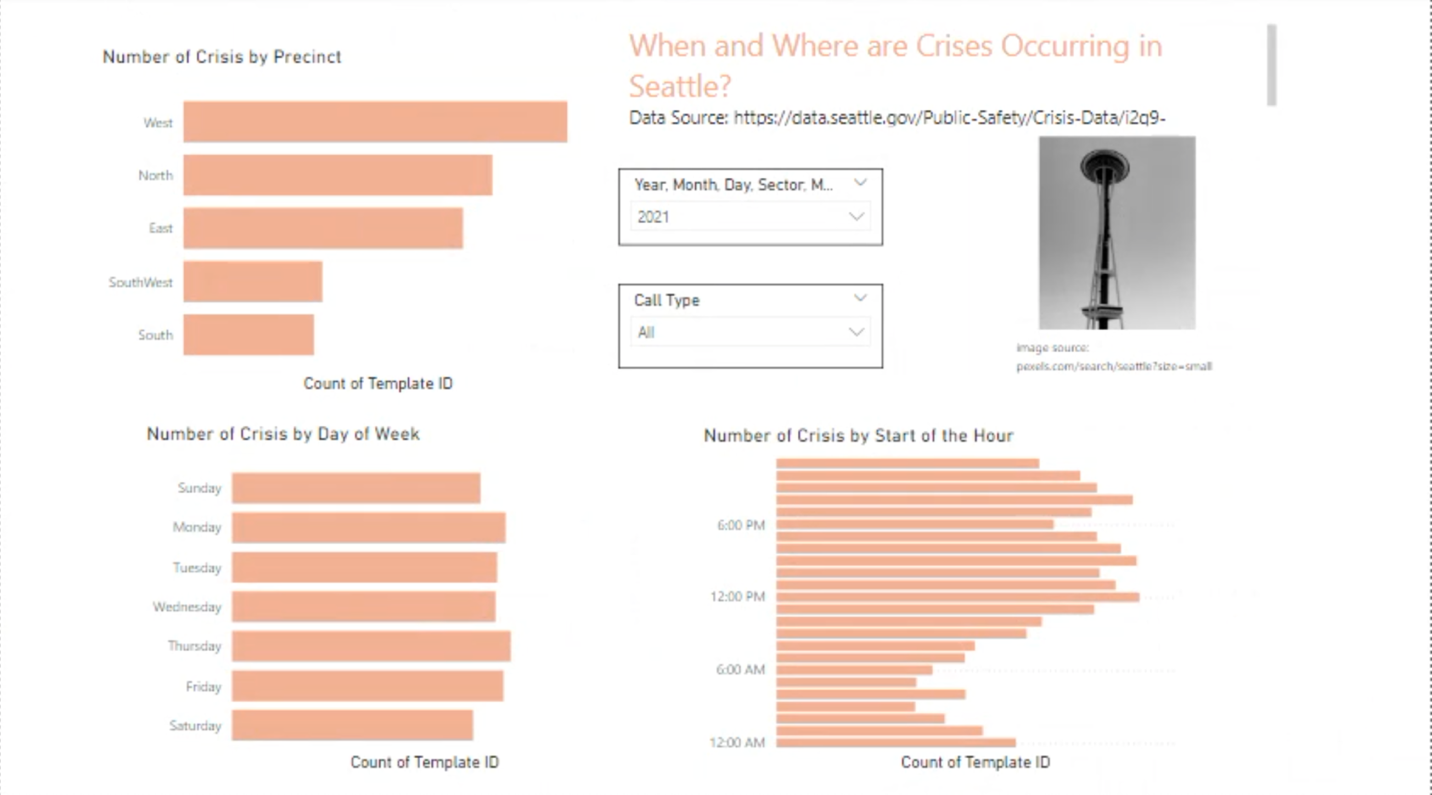 Number of Crisis by Precinct
West
North
East
SouthWest
South
Count of Template ID
When and Where are Crises Occurring in
Seattle?
Data Source: https://data.seattle.gov/Public-Safety/Crisis-Data/i2q9-
Year, Month, Day, Sector, M...
2021
Call Type
All
image source:
pexels.com/search/seattle?size=small
Number of Crisis by Day of Week
Sunday
Monday
Tuesday
Wednesday
Thursday
Friday
Saturday
Count of Template ID
Number of Crisis by Start of the Hour
6:00 PM
12:00 PM
6:00 AM
12:00 AM
Count of Template ID